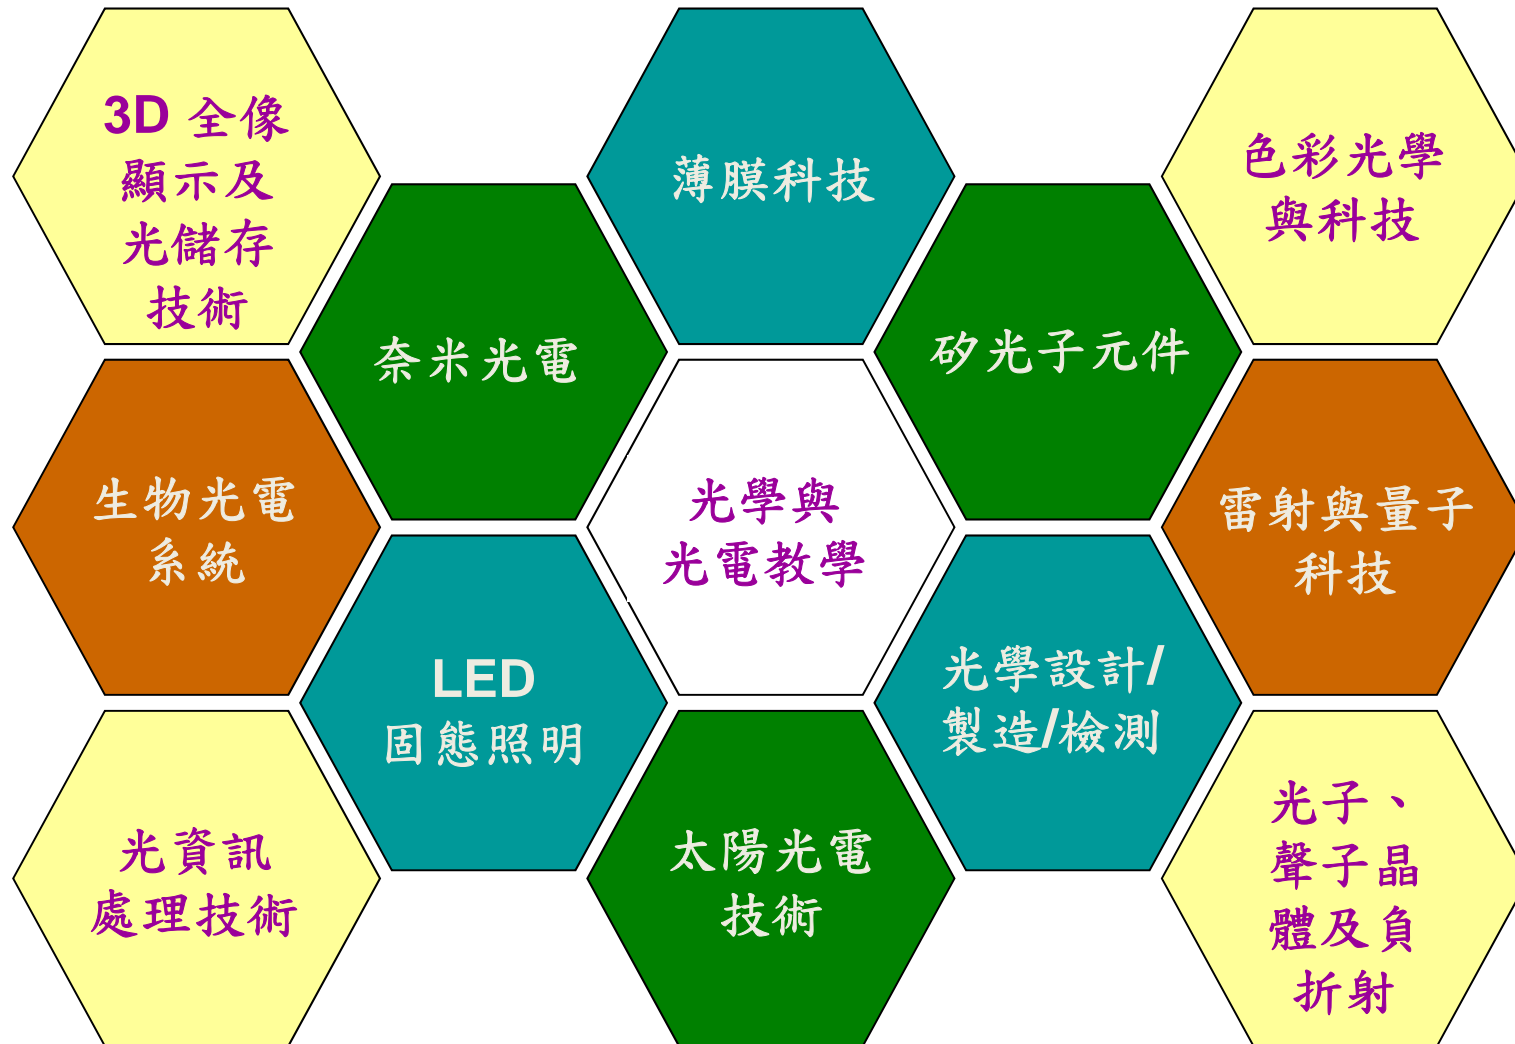 3D 全像
顯示及
光儲存
技術
薄膜科技
色彩光學
與科技
奈米光電
矽光子元件
生物光電
系統
光學與
光電教學
雷射與量子
科技
LED
固態照明
光學設計/
製造/檢測
光資訊
處理技術
太陽光電
技術
光子、
聲子晶
體及負
折射